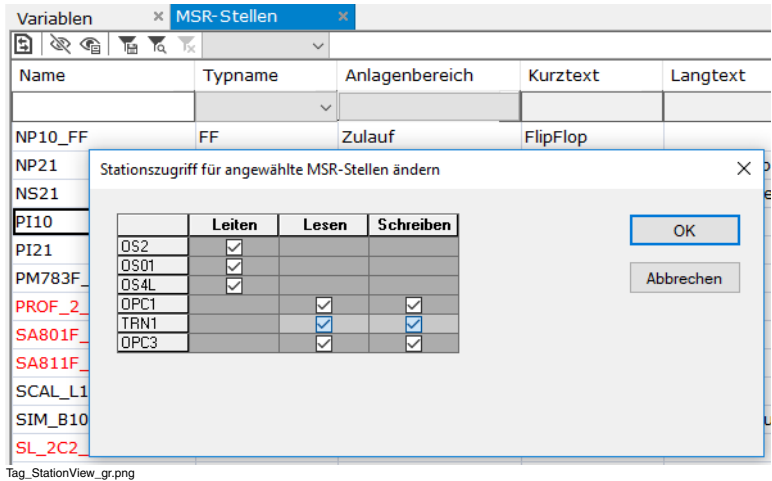 Variablen × MSR-Stellen ×
Name Typname Anlagenbereich Kurztext Langtext
NP10_FF FF Zulauf FlipFlop
NP21
NS21
PI10
PI21
PM783F_
PROF_2_
SA801F_
SA811F_
SCAL_L1
SIM_B10
SL_2C2_
Stationszugriff für angewählte MSR-Stellen ändern
Leiten Lesen Schreiben
OS2
OS01
OS4L
OPC1
TRN1
OPC3
OK
Abbrechen
Tag_StationView_gr.png